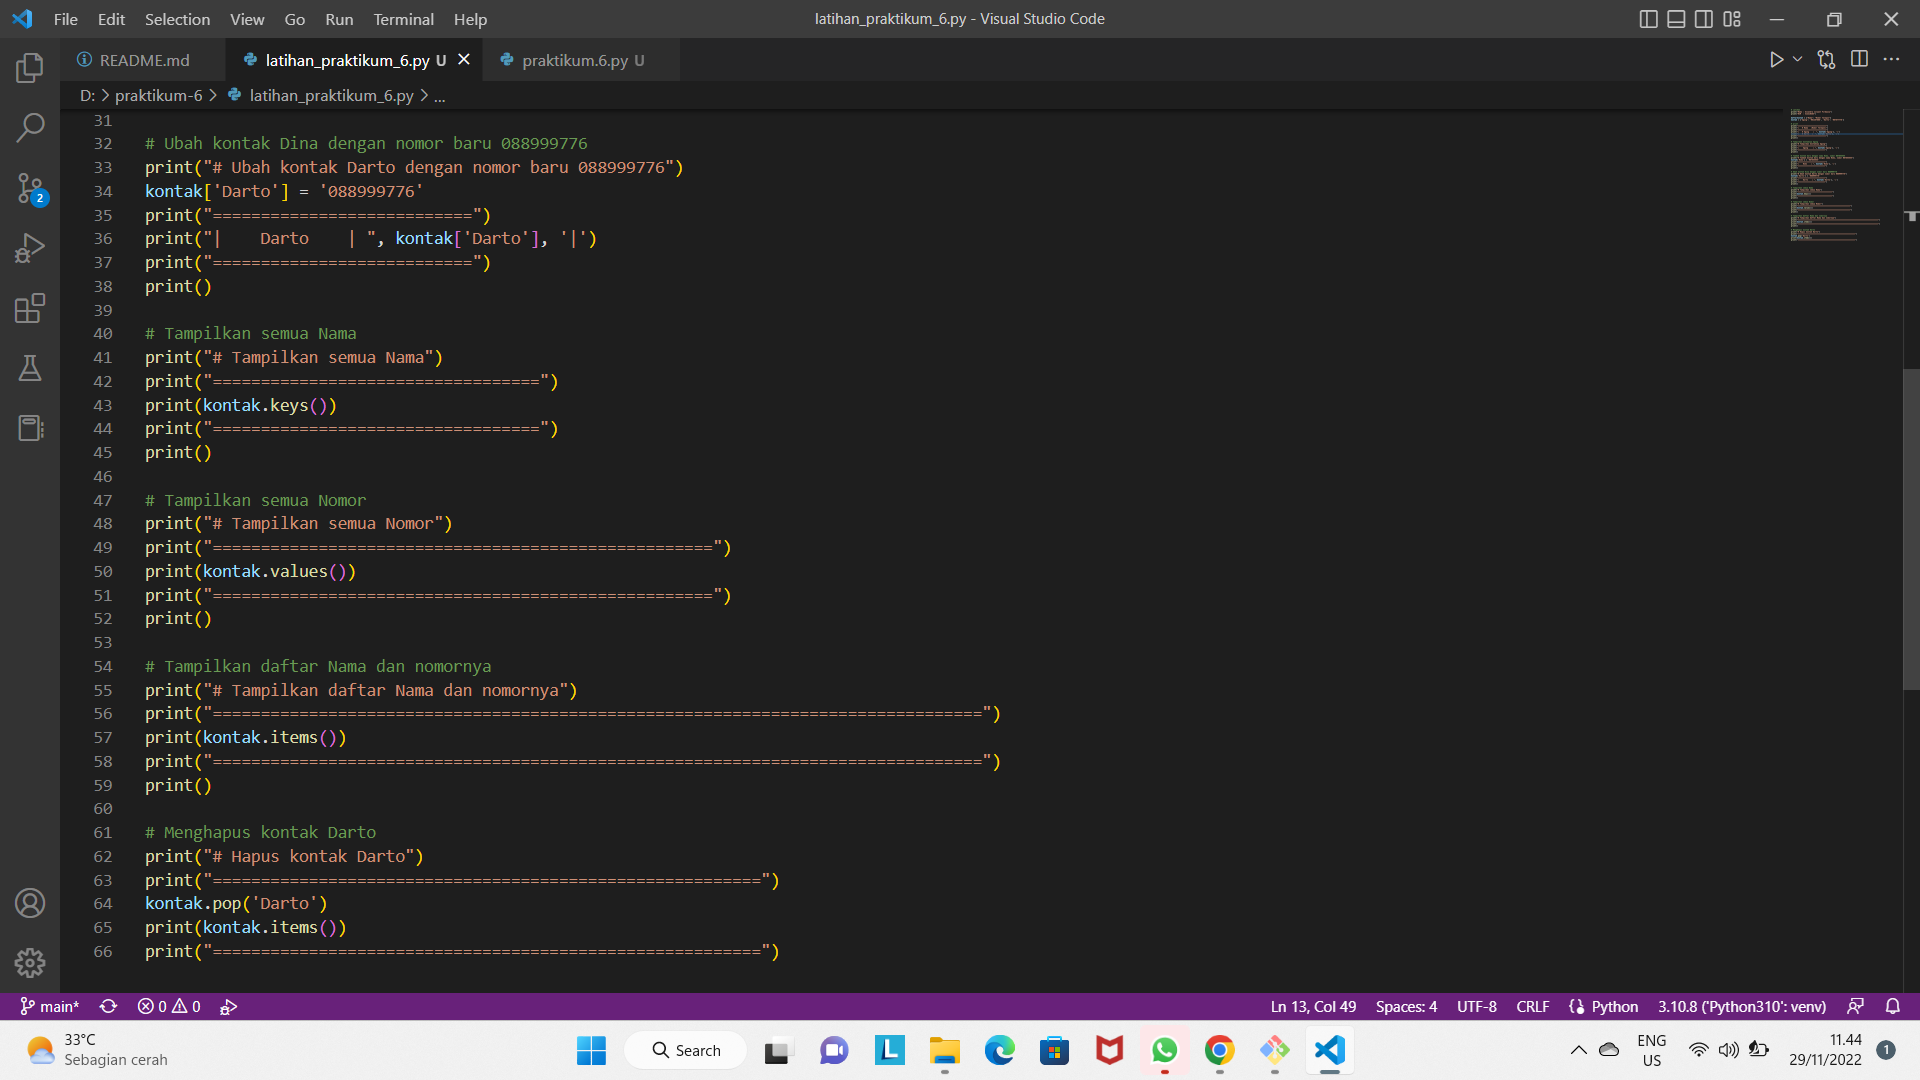 File Edit Selection View Go Run Terminal Help latihan_praktikum_6.py - Visual Studio Code
README.md latihan_praktikum_6.py U praktikum.6.py U
D: > praktikum-6 > latihan_praktikum_6.py > ...
31
32 # Ubah kontak Dina dengan nomor baru 088999776
33 print("# Ubah kontak Darto dengan nomor baru 088999776")
34 kontak['Darto'] = '088999776'
35 print("===========================")
36 print("|    Darto    | ", kontak['Darto'], '|')
37 print("===========================")
38 print()
39
40 # Tampilkan semua Nama
41 print("# Tampilkan semua Nama")
42 print("==================================")
43 print(kontak.keys())
44 print("==================================")
45 print()
46
47 # Tampilkan semua Nomor
48 print("# Tampilkan semua Nomor")
49 print("====================================================")
50 print(kontak.values())
51 print("====================================================")
52 print()
53
54 # Tampilkan daftar Nama dan nomornya
55 print("# Tampilkan daftar Nama dan nomornya")
56 print("================================================================================")
57 print(kontak.items())
58 print("================================================================================")
59 print()
60
61 # Menghapus kontak Darto
62 print("# Hapus kontak Darto")
63 print("=========================================================")
64 kontak.pop('Darto')
65 print(kontak.items())
66 print("=========================================================")
2
main* 0 0 Ln 13, Col 49 Spaces: 4 UTF-8 CRLF Python 3.10.8 ('Python310': venv)
33°C
Sebagian cerah
Search
ENG
US
11.44
29/11/2022
1